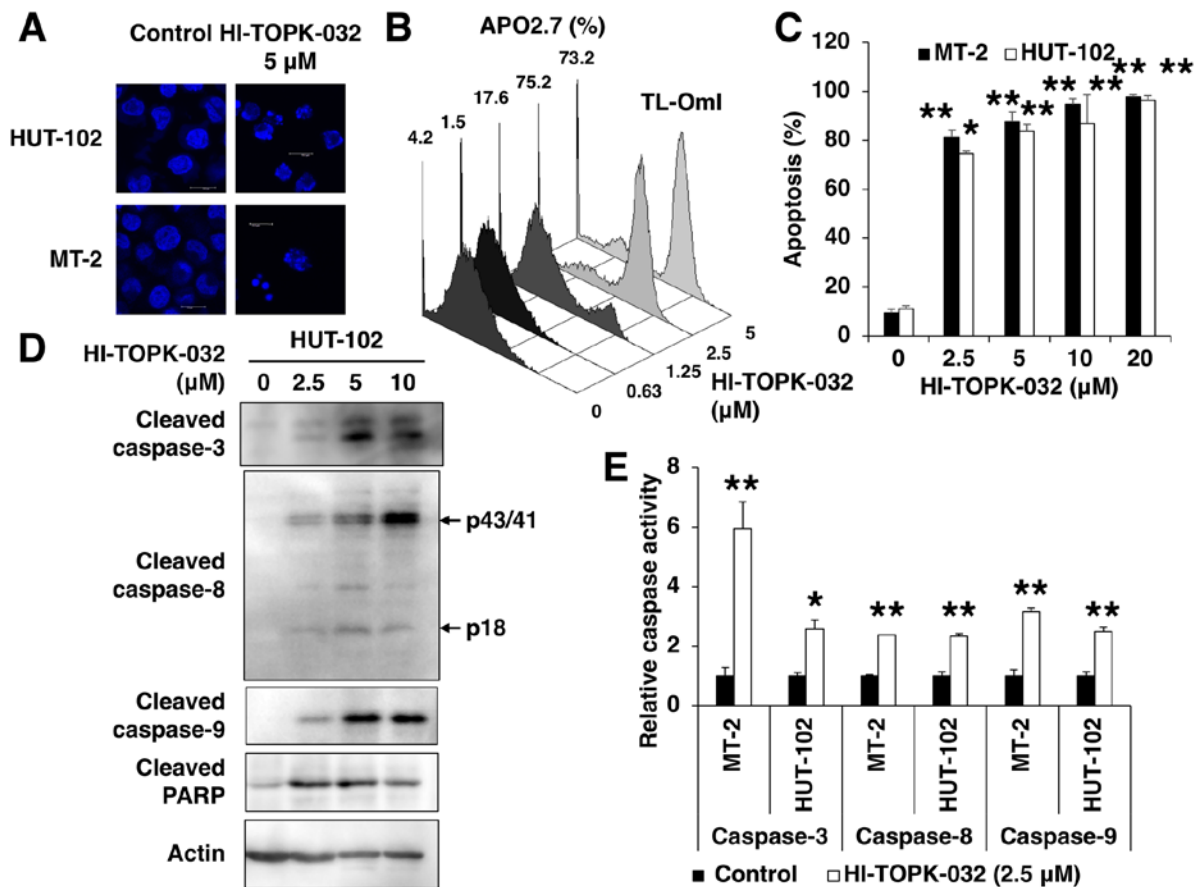 A
Control HI-TOPK-032
5 µM
HUT-102
MT-2
B
APO2.7 (%)
4.2
1.5
17.6
75.2
73.2
TL-OmI
0
0.63
1.25
2.5
5
HI-TOPK-032
(µM)
C
120
100
80
60
40
20
0
Apoptosis (%)
MT-2
HUT-102
** * ** ** ** ** ** **
0 2.5 5 10 20
HI-TOPK-032 (µM)
D
HUT-102
HI-TOPK-032
(µM)
0 2.5 5 10
Cleaved
caspase-3
Cleaved
caspase-8
p43/41
p18
Cleaved
caspase-9
Cleaved
PARP
Actin
E
Relative caspase activity
8
6
4
2
0
** * ** ** ** **
MT-2 HUT-102 MT-2 HUT-102 MT-2 HUT-102
Caspase-3 Caspase-8 Caspase-9
Control HI-TOPK-032 (2.5 µM)